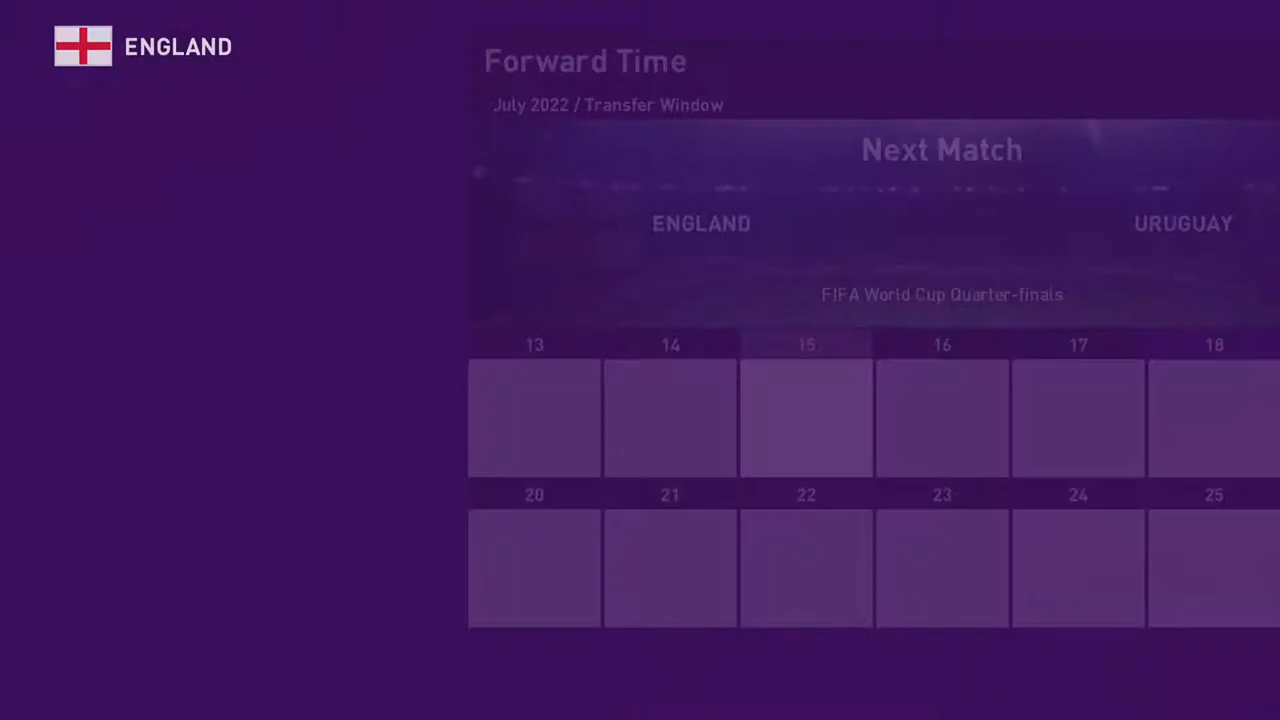 ENGLAND
Forward Time
July 2022 / Transfer Window
Next Match
ENGLAND URUGUAY
FIFA World Cup Quarter-finals
13 14 15 16 17 18
20 21 22 23 24 25